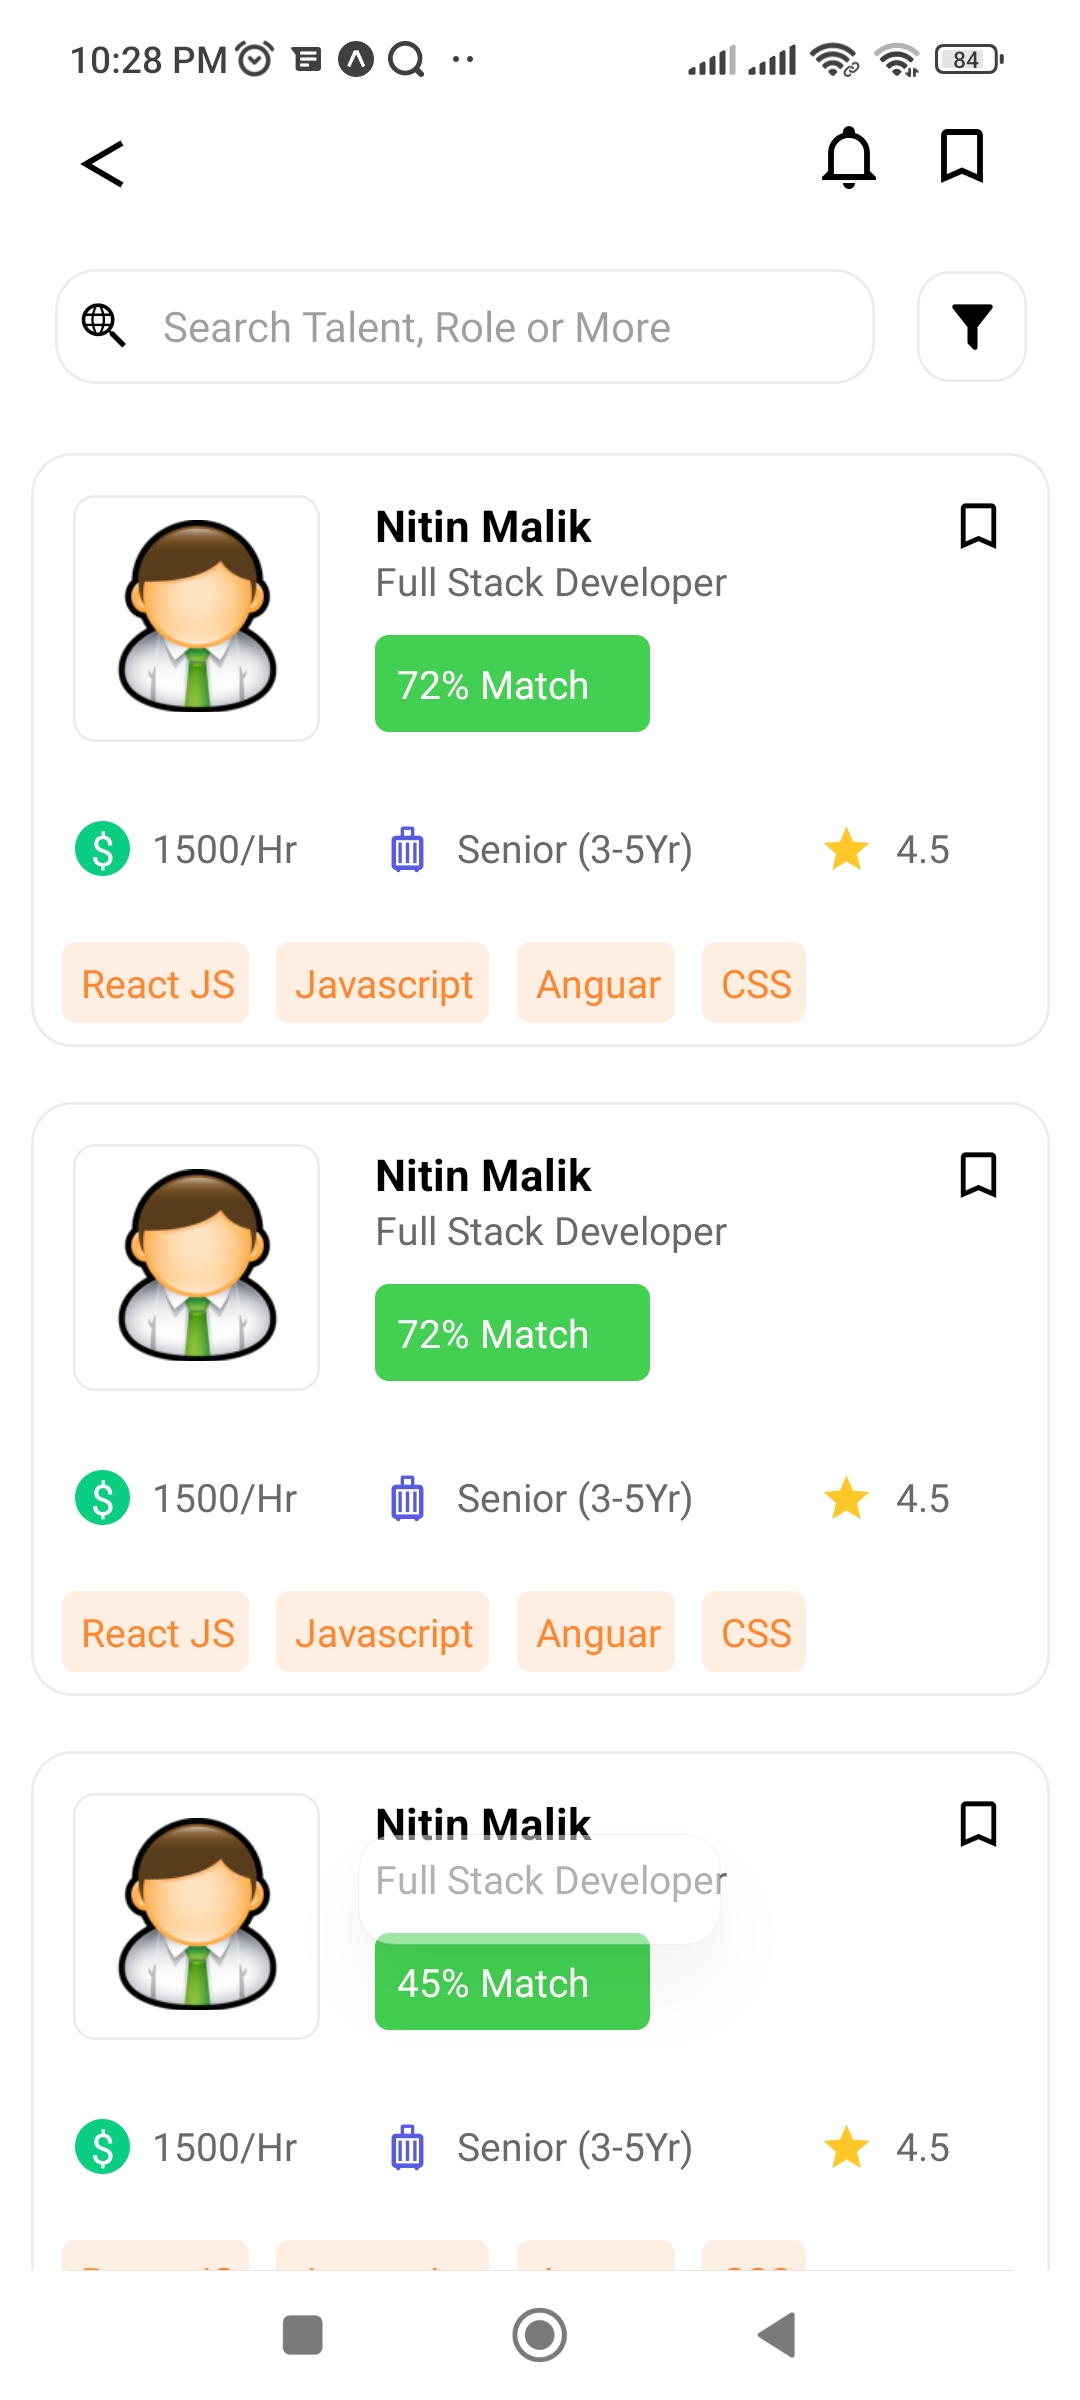 10:28 PM
84
Search Talent, Role or More
Nitin Malik
Full Stack Developer
72% Match
$ 1500/Hr Senior (3-5Yr) 4.5
React JS Javascript Anguar CSS
Nitin Malik
Full Stack Developer
72% Match
$ 1500/Hr Senior (3-5Yr) 4.5
React JS Javascript Anguar CSS
Nitin Malik
Full Stack Developer
45% Match
$ 1500/Hr Senior (3-5Yr) 4.5